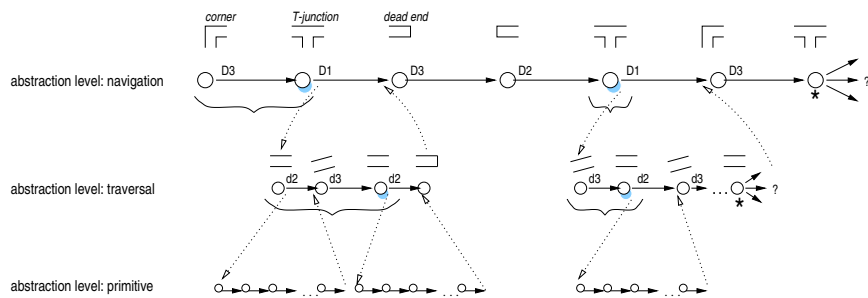 corner T-junction dead end
D3 D1 D3 D2 D1 D3
abstraction level: navigation
* ?
d2 d3 d2 d3 d2 d3
abstraction level: traversal
... * ?
abstraction level: primitive
... ... ...